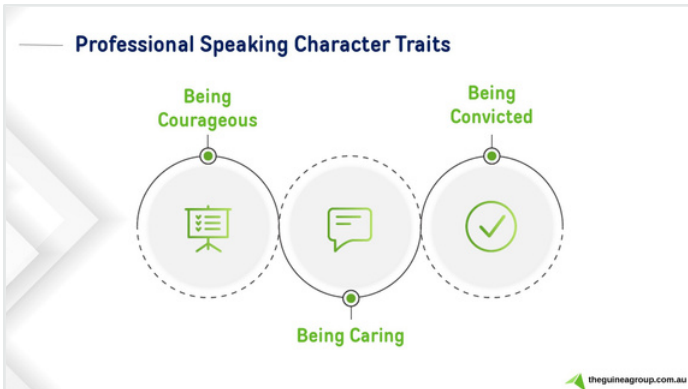 Professional Speaking Character Traits
Being
Courageous
Being
Convicted
Being Caring
theguineagroup.com.au